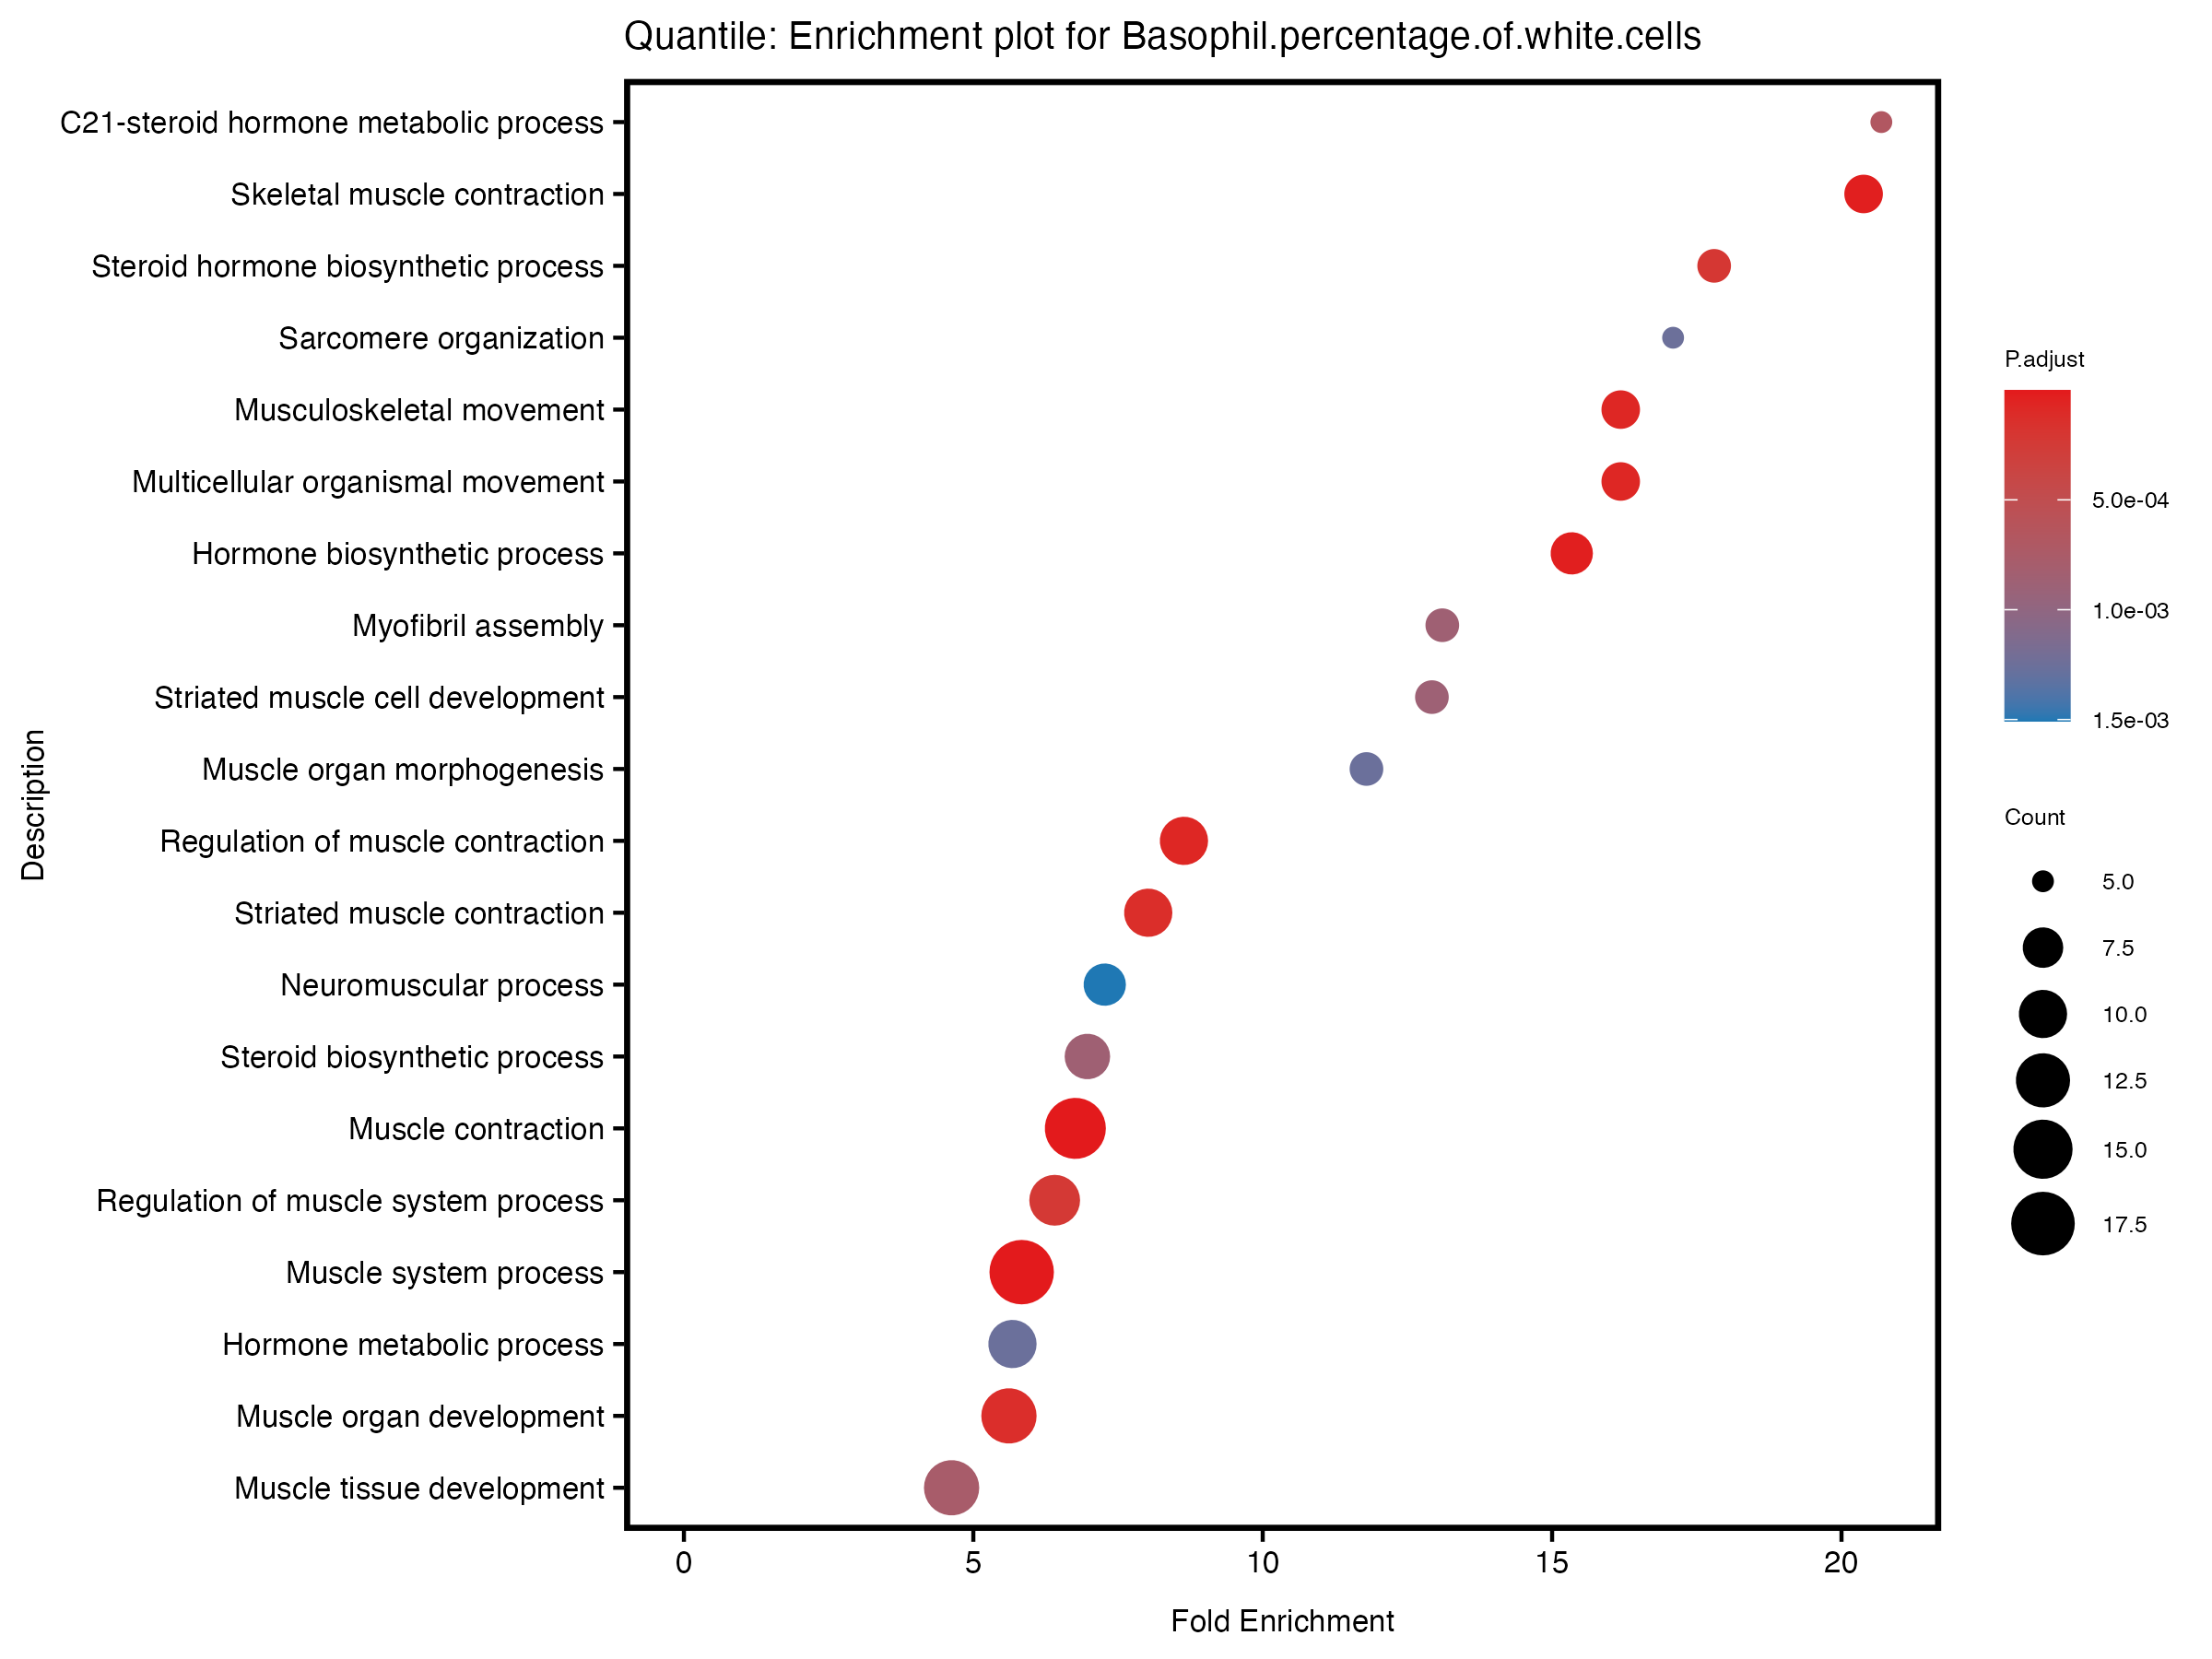 Quantile: Enrichment plot for Basophil.percentage.of.white.cells
Description
C21-steroid hormone metabolic process
Skeletal muscle contraction
Steroid hormone biosynthetic process
Sarcomere organization
Musculoskeletal movement
Multicellular organismal movement
Hormone biosynthetic process
Myofibril assembly
Striated muscle cell development
Muscle organ morphogenesis
Regulation of muscle contraction
Striated muscle contraction
Neuromuscular process
Steroid biosynthetic process
Muscle contraction
Regulation of muscle system process
Muscle system process
Hormone metabolic process
Muscle organ development
Muscle tissue development
0 5 10 15 20
Fold Enrichment
P.adjust
5.0e-04
1.0e-03
1.5e-03
Count
5.0
7.5
10.0
12.5
15.0
17.5